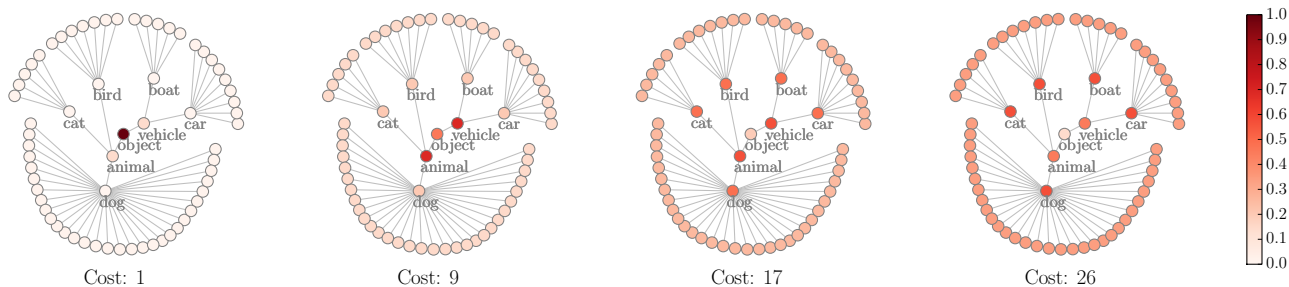 bird
boat
cat
vehicle
car
object
animal
dog
Cost: 1
bird
boat
cat
vehicle
car
object
animal
dog
Cost: 9
bird
boat
cat
vehicle
car
object
animal
dog
Cost: 17
bird
boat
cat
vehicle
car
object
animal
dog
Cost: 26
1.0
0.9
0.8
0.7
0.6
0.5
0.4
0.3
0.2
0.1
0.0